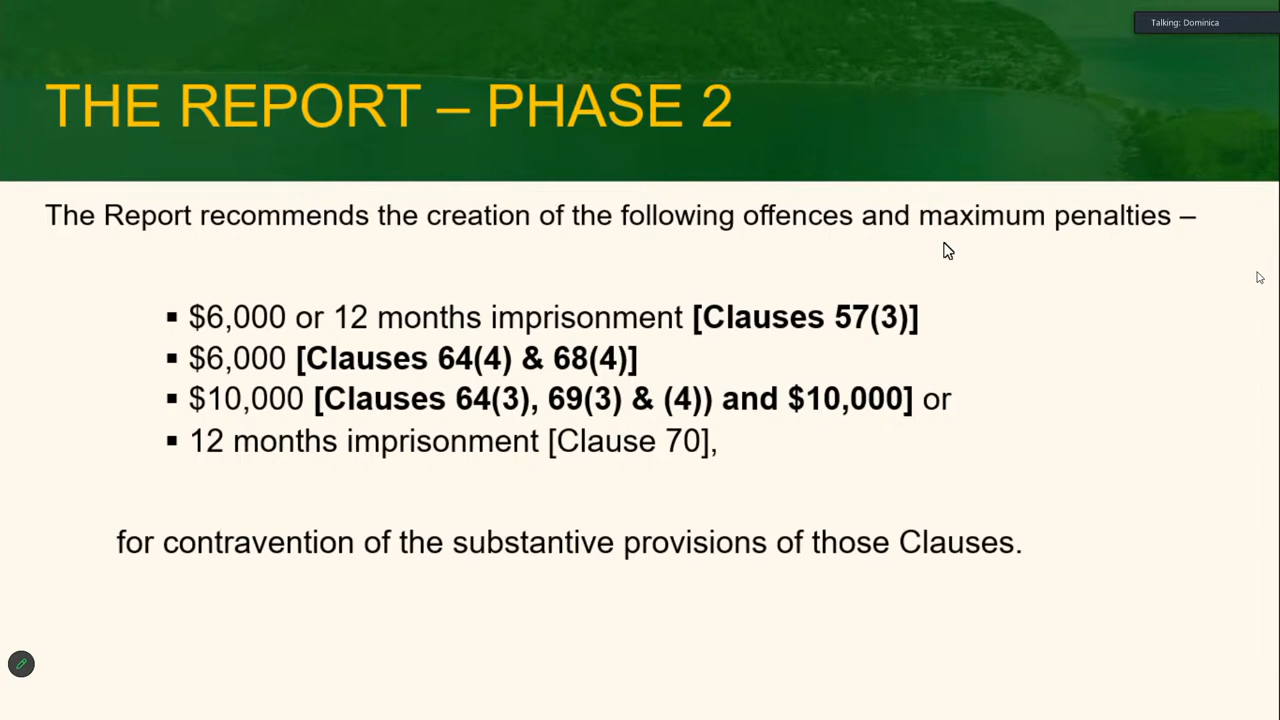 Talking: Dominica
THE REPORT – PHASE 2
The Report recommends the creation of the following offences and maximum penalties –
▪ $6,000 or 12 months imprisonment [Clauses 57(3)]
▪ $6,000 [Clauses 64(4) & 68(4)]
▪ $10,000 [Clauses 64(3), 69(3) & (4)) and $10,000] or
▪ 12 months imprisonment [Clause 70],
for contravention of the substantive provisions of those Clauses.